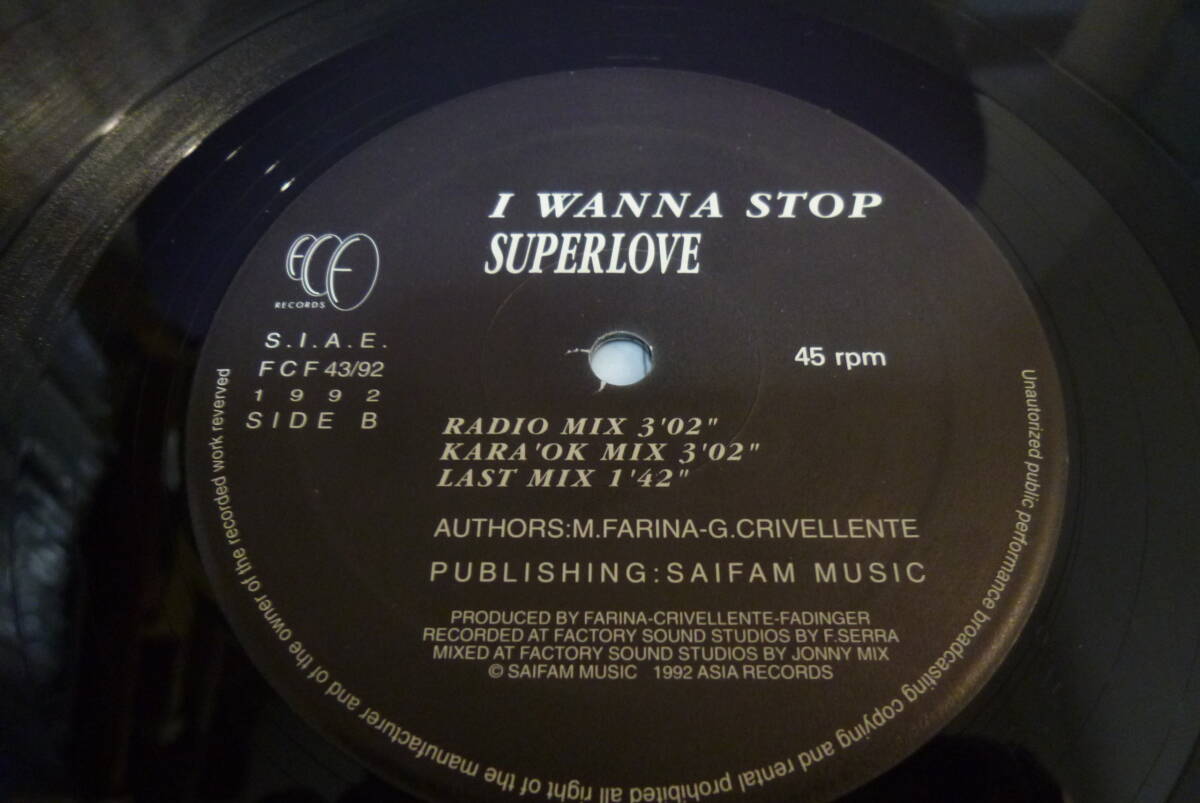 I WANNA STOP
SUPERLOVE
FCF
RECORDS
S.I.A.E.
FCF 43/92
1992
SIDE B
45 rpm
RADIO MIX 3'02"
KARA'OK MIX 3'02"
LAST MIX 1'42"
AUTHORS:M.FARINA-G.CRIVELLENTE
PUBLISHING:SAIFAM MUSIC
PRODUCED BY FARINA-CRIVELLENTE-FADINGER
RECORDED AT FACTORY SOUND STUDIOS BY F.SERRA
MIXED AT FACTORY SOUND STUDIOS BY JONNY MIX
© SAIFAM MUSIC 1992 ASIA RECORDS
Unautorized public performance broadcasting copying and rental prohibited all right of the manufacturer and of the owner of the recorded work reverved